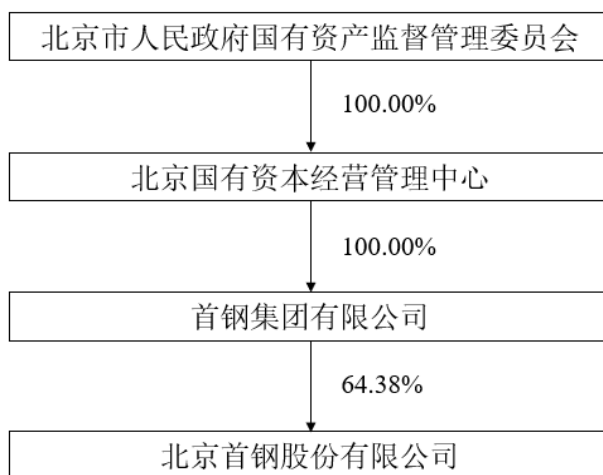 北京市人民政府国有资产监督管理委员会
100.00%
北京国有资本经营管理中心
100.00%
首钢集团有限公司
64.38%
北京首钢股份有限公司